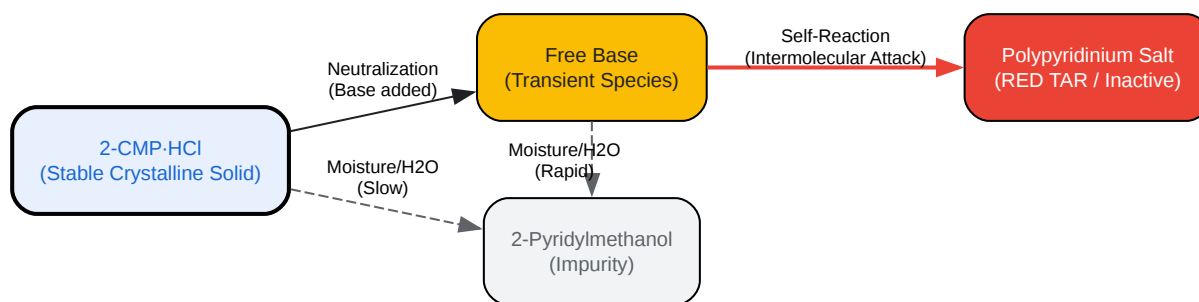 2-CMP·HCl
(Stable Crystalline Solid)
Neutralization
(Base added)
Moisture/H2O
(Slow)
Free Base
(Transient Species)
Moisture/H2O
(Rapid)
2-Pyridylmethanol
(Impurity)
Self-Reaction
(Intermolecular Attack)
Polypyridinium Salt
(RED TAR / Inactive)